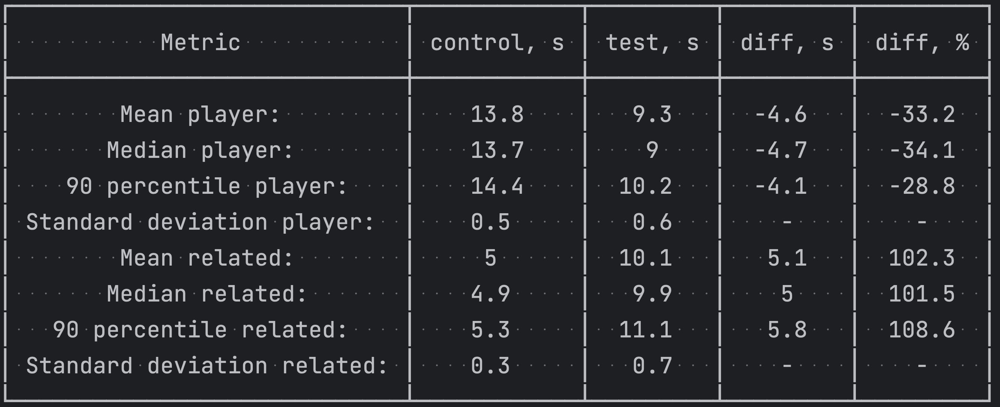 Metric control, s test, s diff, s diff, %
Mean player: 13.8 9.3 -4.6 -33.2
Median player: 13.7 9 -4.7 -34.1
90 percentile player: 14.4 10.2 -4.1 -28.8
Standard deviation player: 0.5 0.6 - -
Mean related: 5 10.1 5.1 102.3
Median related: 4.9 9.9 5 101.5
90 percentile related: 5.3 11.1 5.8 108.6
Standard deviation related: 0.3 0.7 - -